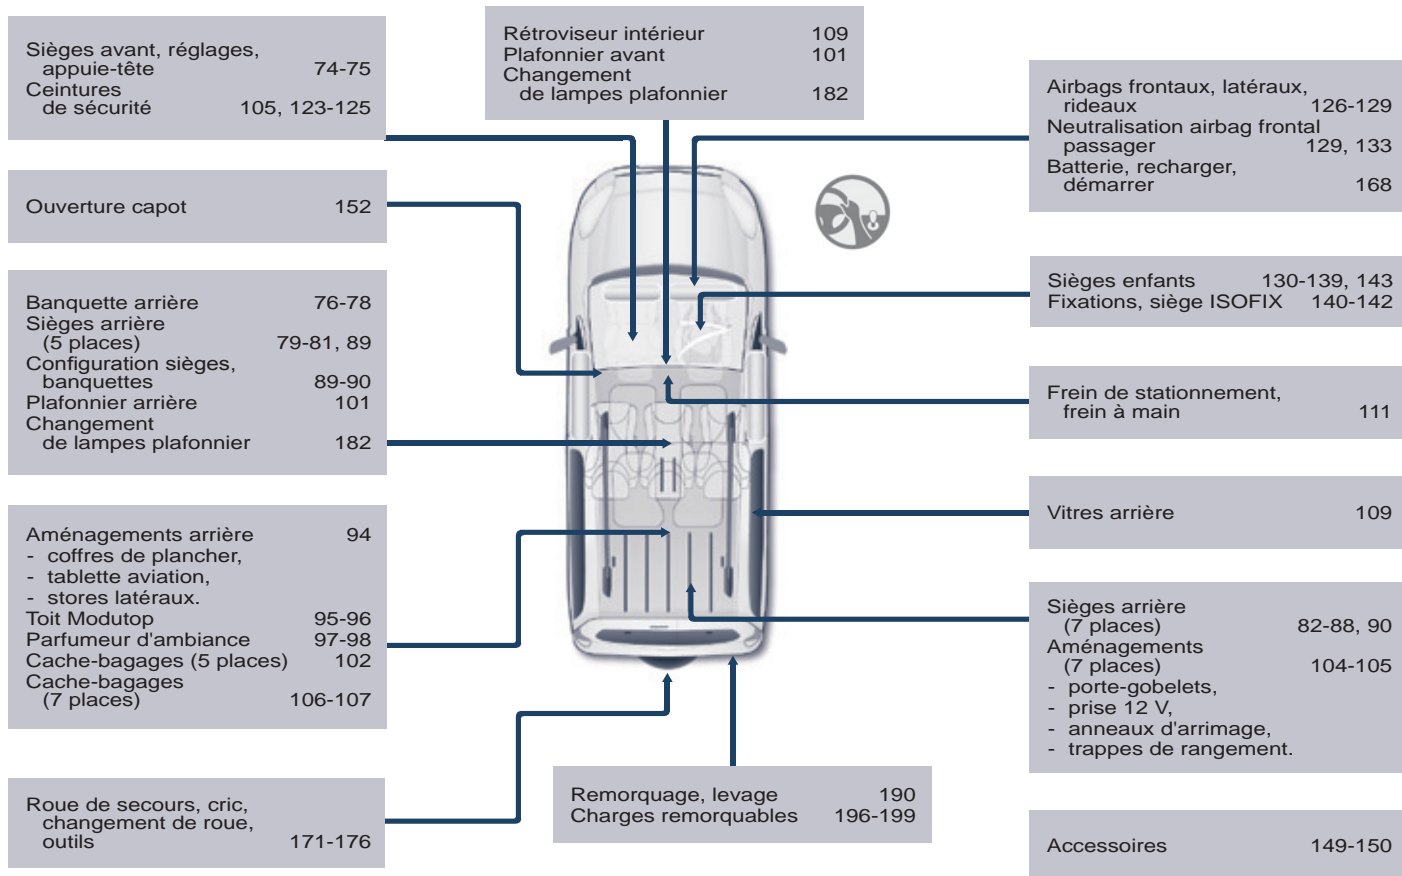 Sièges avant, réglages,
appuie-tête 74-75
Ceintures
de sécurité 105, 123-125
Ouverture capot 152
Banquette arrière 76-78
Sièges arrière
(5 places) 79-81, 89
Configuration sièges,
banquettes 89-90
Plafonnier arrière 101
Changement
de lampes plafonnier 182
Aménagements arrière 94
- coffres de plancher,
- tablette aviation,
- stores latéraux.
Toit Modutop 95-96
Parfumeur d'ambiance 97-98
Cache-bagages (5 places) 102
Cache-bagages
(7 places) 106-107
Roue de secours, cric,
changement de roue,
outils 171-176
Rétroviseur intérieur 109
Plafonnier avant 101
Changement
de lampes plafonnier 182
Remorquage, levage 190
Charges remorquables 196-199
Airbags frontaux, latéraux,
rideaux 126-129
Neutralisation airbag frontal
passager 129, 133
Batterie, recharger,
démarrer 168
Sièges enfants 130-139, 143
Fixations, siège ISOFIX 140-142
Frein de stationnement,
frein à main 111
Vitres arrière 109
Sièges arrière
(7 places) 82-88, 90
Aménagements
(7 places) 104-105
- porte-gobelets,
- prise 12 V,
- anneaux d'arrimage,
- trappes de rangement.
Accessoires 149-150